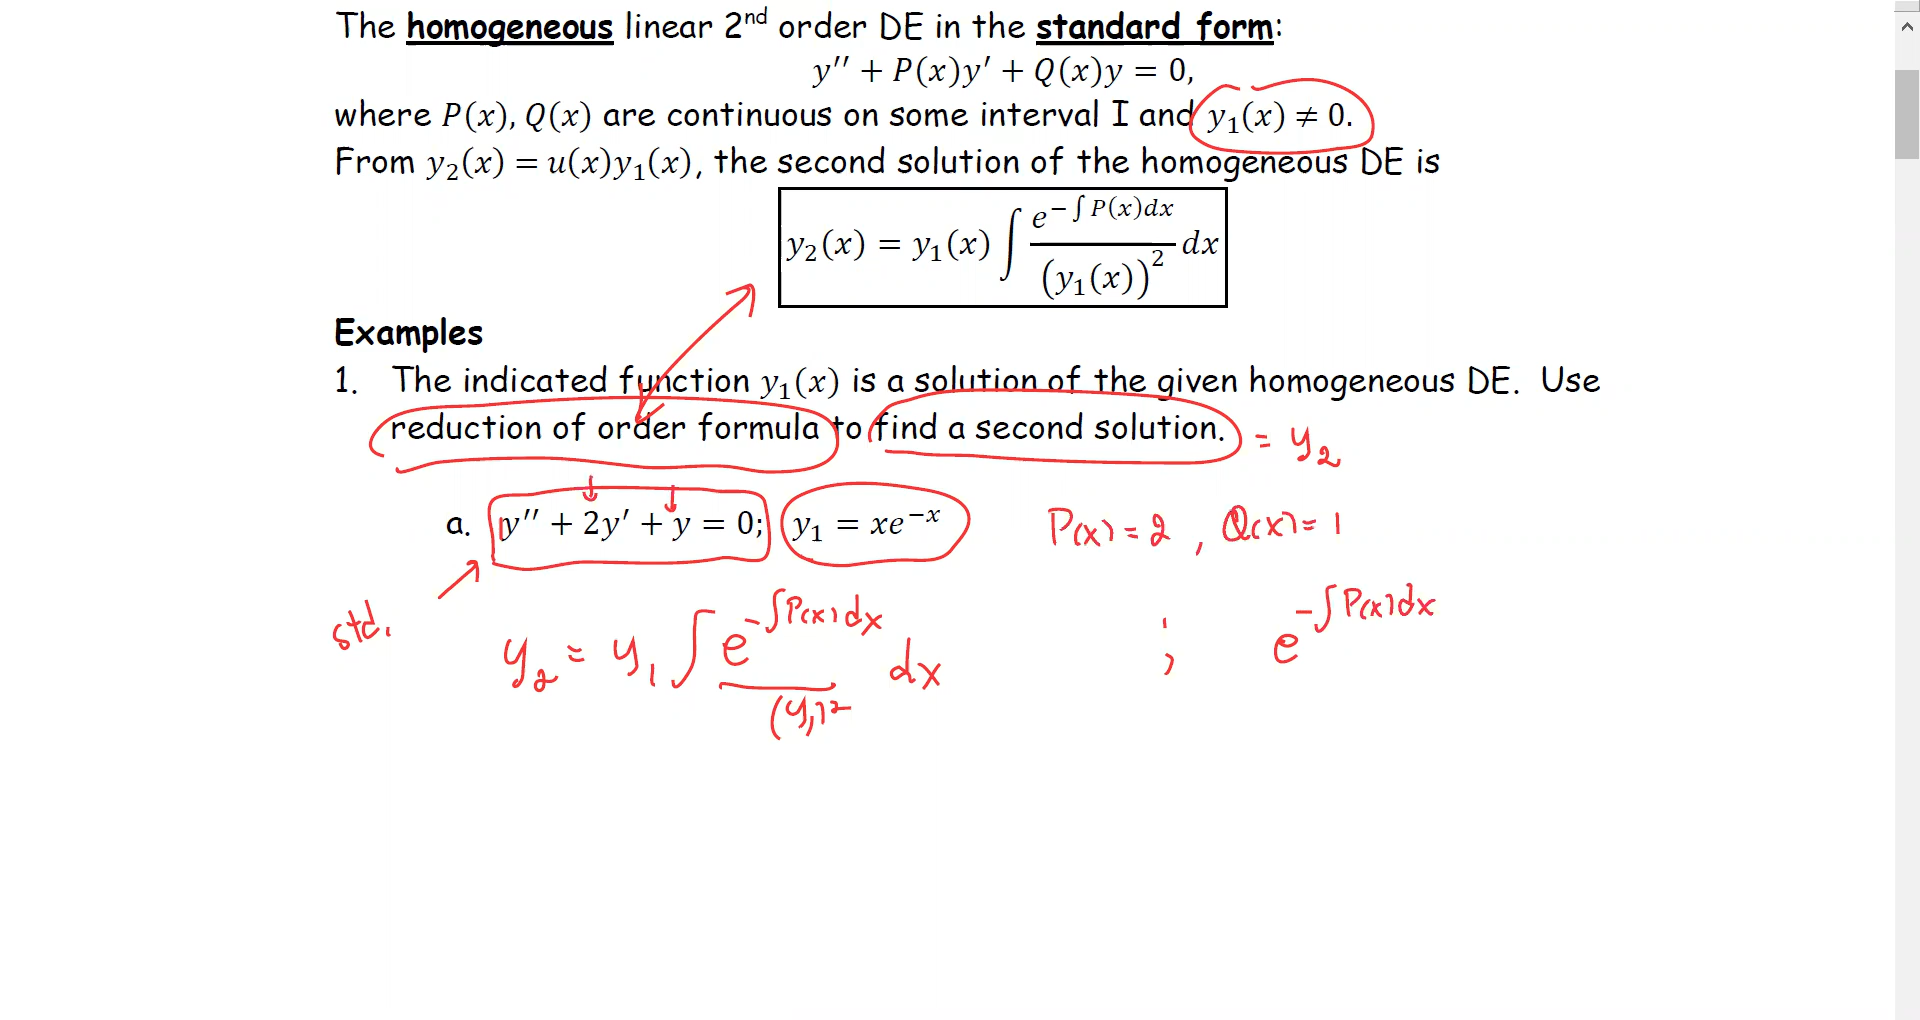 The homogeneous linear 2nd order DE in the standard form:
y′′ + P(x)y′ + Q(x)y = 0,
where P(x), Q(x) are continuous on some interval I and y₁(x) ≠ 0.
From y₂(x) = u(x)y₁(x), the second solution of the homogeneous DE is
y₂(x) = y₁(x) ∫ e^(−∫P(x)dx) / (y₁(x))² dx
Examples
1. The indicated function y₁(x) is a solution of the given homogeneous DE. Use
reduction of order formula to find a second solution. = y₂
a. y′′ + 2y′ + y = 0; y₁ = xe^(−x) P(x) = 2 , Q(x) = 1
std. y₂ = y₁ ∫ e^(−∫P(x)dx) / (y₁)² dx ; e^(−∫P(x)dx)